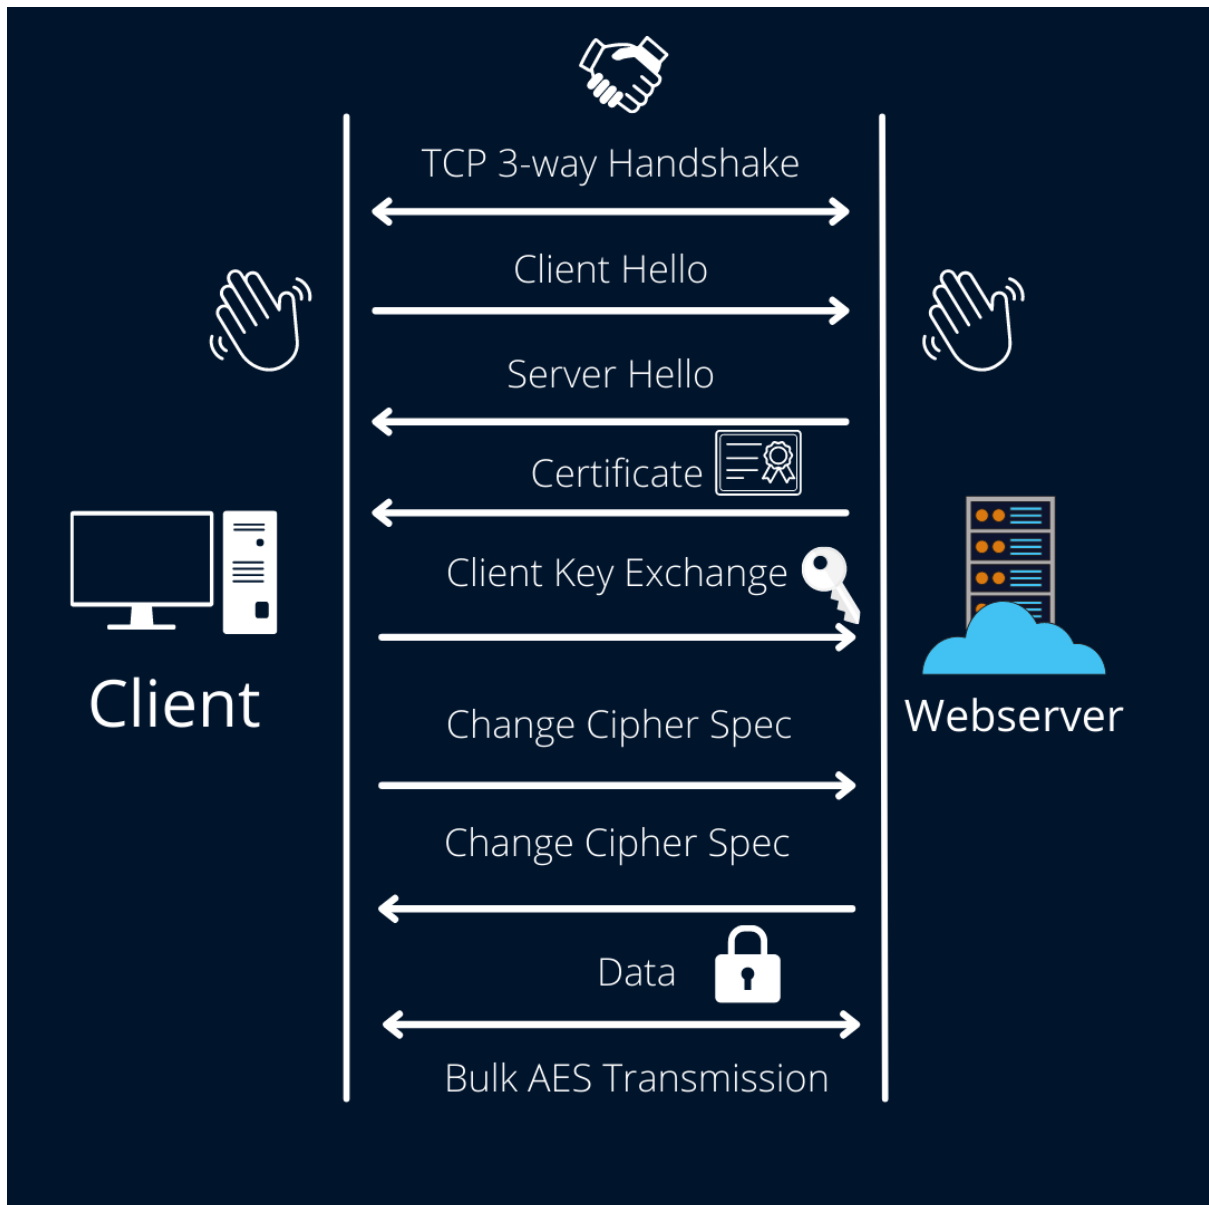 TCP 3-way Handshake
Client Hello
Server Hello
Certificate
Client Key Exchange
Client
Webserver
Change Cipher Spec
Change Cipher Spec
Data
Bulk AES Transmission